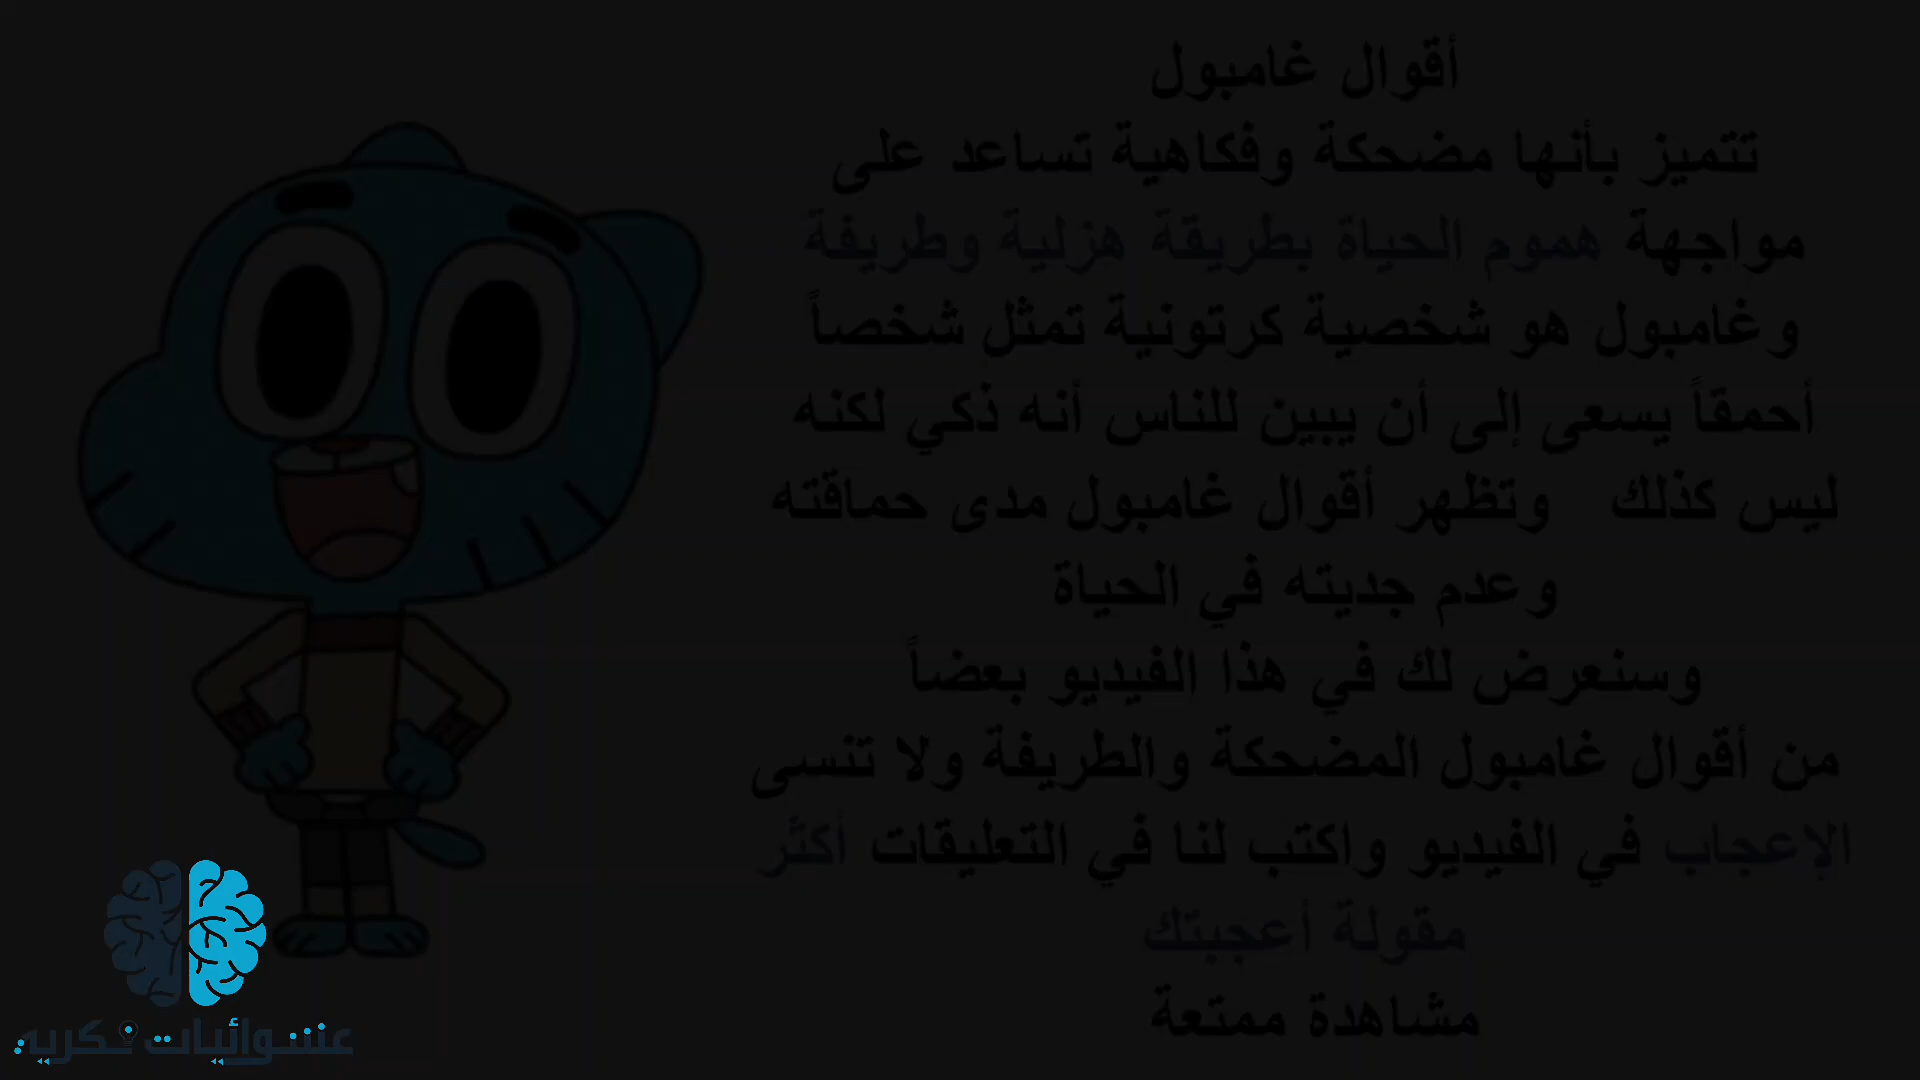 أقوال غامبول
تتميز بأنها مضحكة وفكاهية تساعد على
مواجهة هموم الحياة بطريقة هزلية وطريفة
وغامبول هو شخصية كرتونية تمثل شخصاً
أحمقاً يسعى إلى أن يبين للناس أنه ذكي لكنه
ليس كذلك وتظهر أقوال غامبول مدى حماقته
وعدم جديته في الحياة
وسنعرض لك في هذا الفيديو بعضاً
من أقوال غامبول المضحكة والطريفة ولا تنسى
الإعجاب في الفيديو واكتب لنا في التعليقات أكثر
مقولة أعجبتك
مشاهدة ممتعة
عشوائيات فكرية